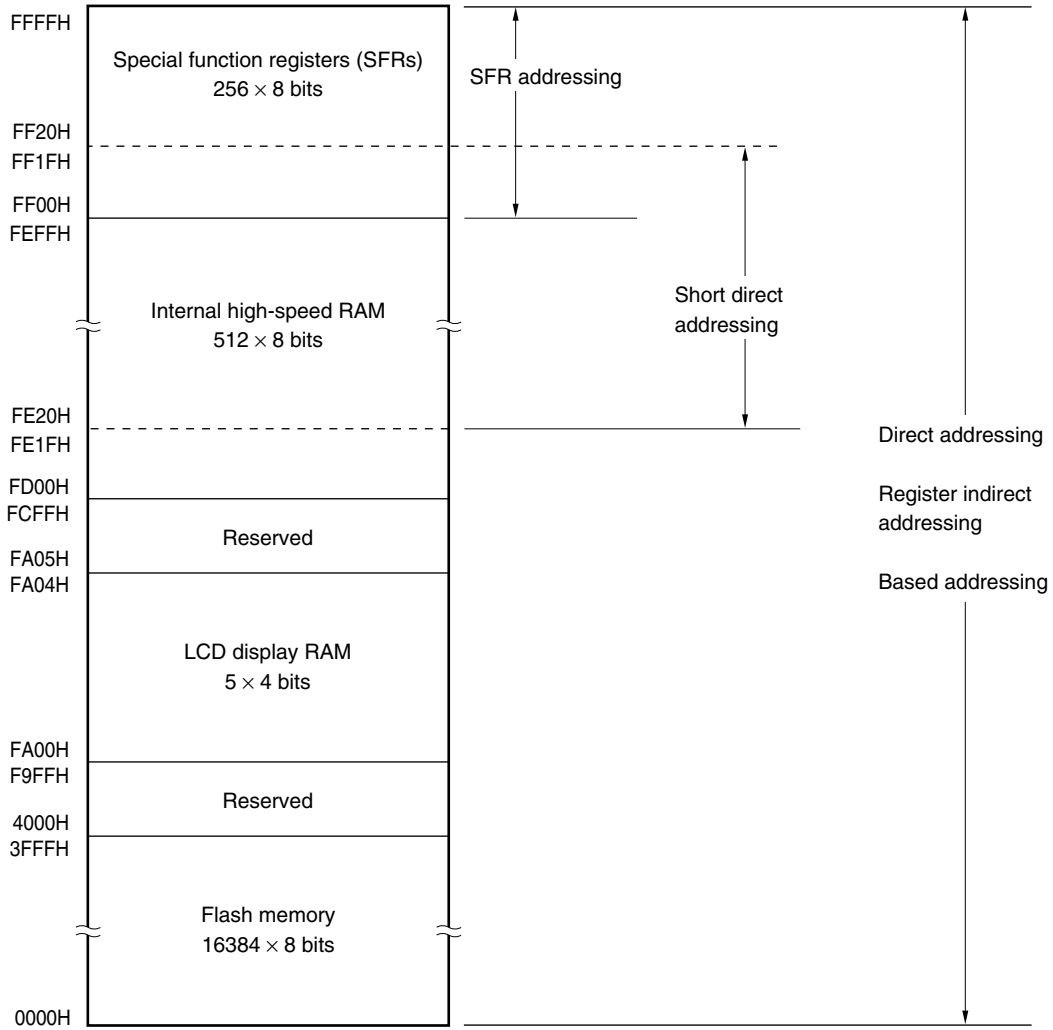 FFFFH
Special function registers (SFRs)
256 × 8 bits
SFR addressing
FF20H
FF1FH
FF00H
FEFFH
Internal high-speed RAM
512 × 8 bits
Short direct
addressing
FE20H
FE1FH
Direct addressing
Register indirect
addressing
Based addressing
FD00H
FCFFH
Reserved
FA05H
FA04H
LCD display RAM
5 × 4 bits
FA00H
F9FFH
Reserved
4000H
3FFFH
Flash memory
16384 × 8 bits
0000H